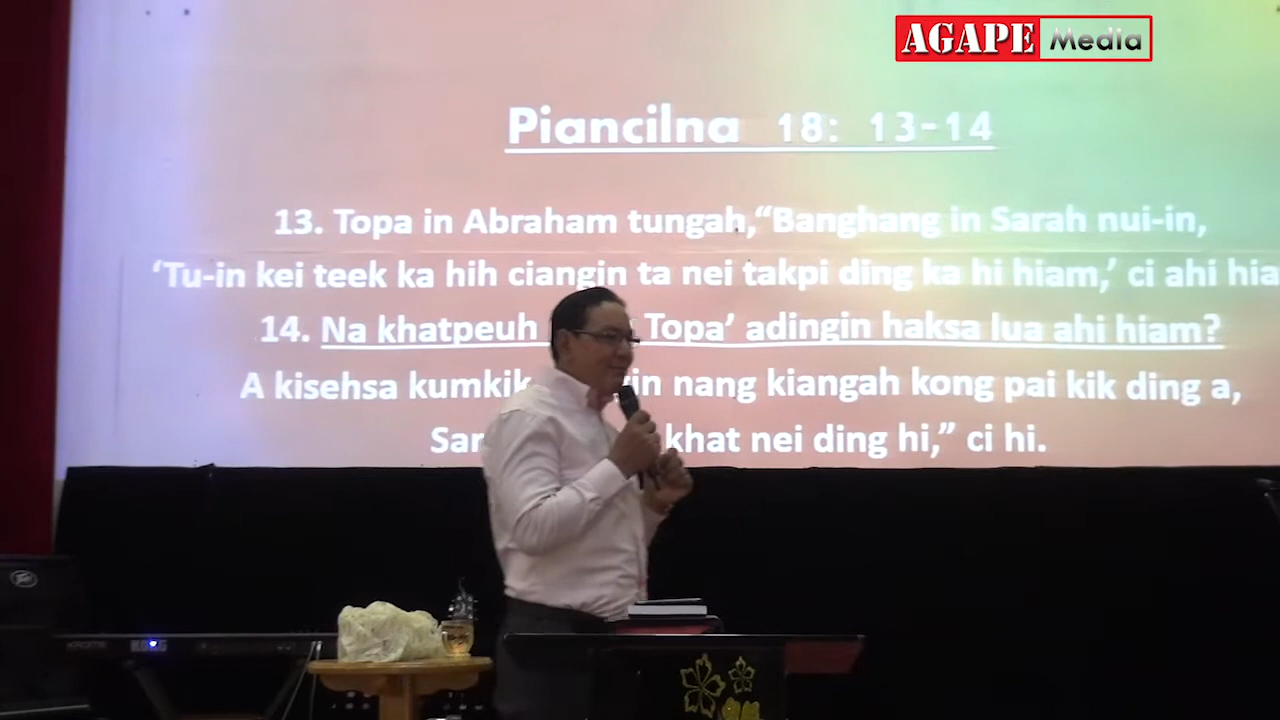 AGAPE Media
Piancilna 18: 13-14
13. Topa in Abraham tungah,“Banghang in Sarah nui-in,
‘Tu-in kei teek ka hih ciangin ta nei takpi ding ka hi hiam,’ ci ahi hia
14. Na khatpeuh Topa’ adingin haksa lua ahi hiam?
A kisehsa kumkik in nang kiangah kong pai kik ding a,
Sar khat nei ding hi,” ci hi.
KORG